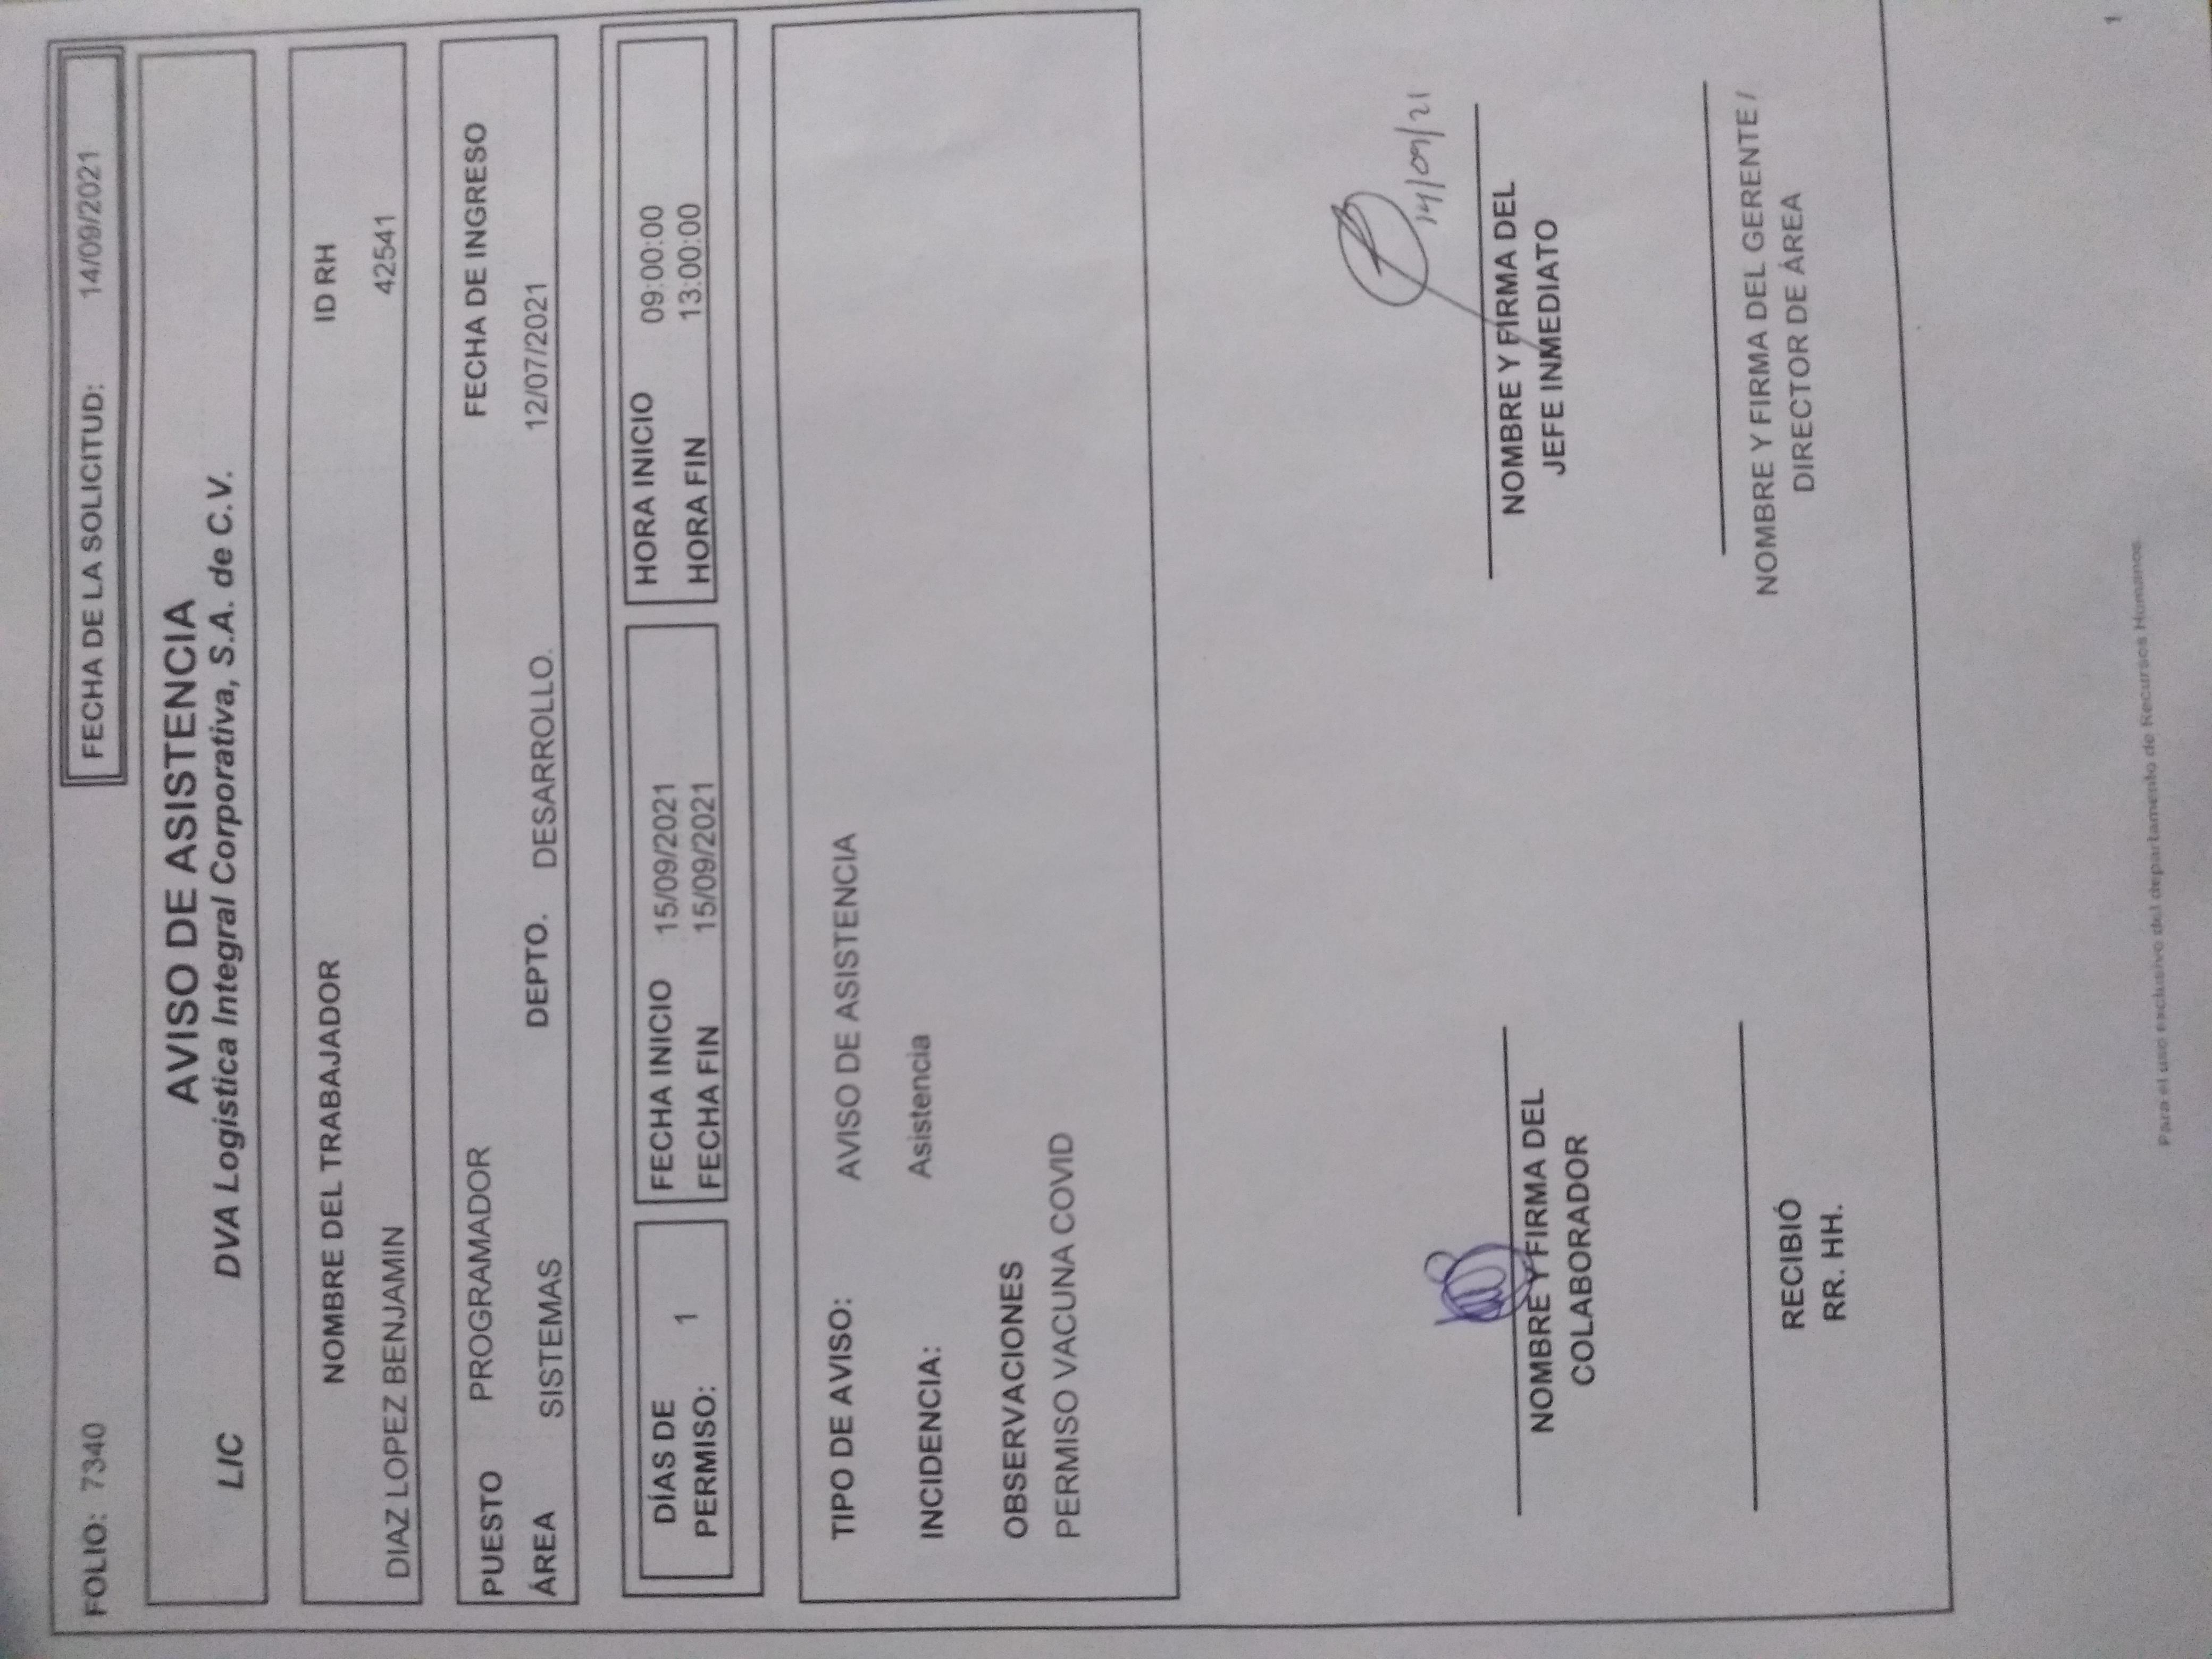 FOLIO: 7340 FECHA DE LA SOLICITUD: 14/09/2021
AVISO DE ASISTENCIA
LIC DVA Logistica Integral Corporativa, S.A. de C.V.
NOMBRE DEL TRABAJADOR ID RH
DIAZ LOPEZ BENJAMIN 42541
PUESTO PROGRAMADOR FECHA DE INGRESO
ÁREA SISTEMAS DEPTO. DESARROLLO. 12/07/2021
DÍAS DE
PERMISO: 1
FECHA INICIO 15/09/2021
FECHA FIN 15/09/2021
HORA INICIO 09:00:00
HORA FIN 13:00:00
TIPO DE AVISO: AVISO DE ASISTENCIA
INCIDENCIA: Asistencia
OBSERVACIONES
PERMISO VACUNA COVID
14/09/21
NOMBRE Y FIRMA DEL
COLABORADOR
NOMBRE Y FIRMA DEL
JEFE INMEDIATO
RECIBIÓ
RR. HH.
NOMBRE Y FIRMA DEL GERENTE /
DIRECTOR DE ÁREA
Para el uso exclusivo del departamento de Recursos Humanos
1